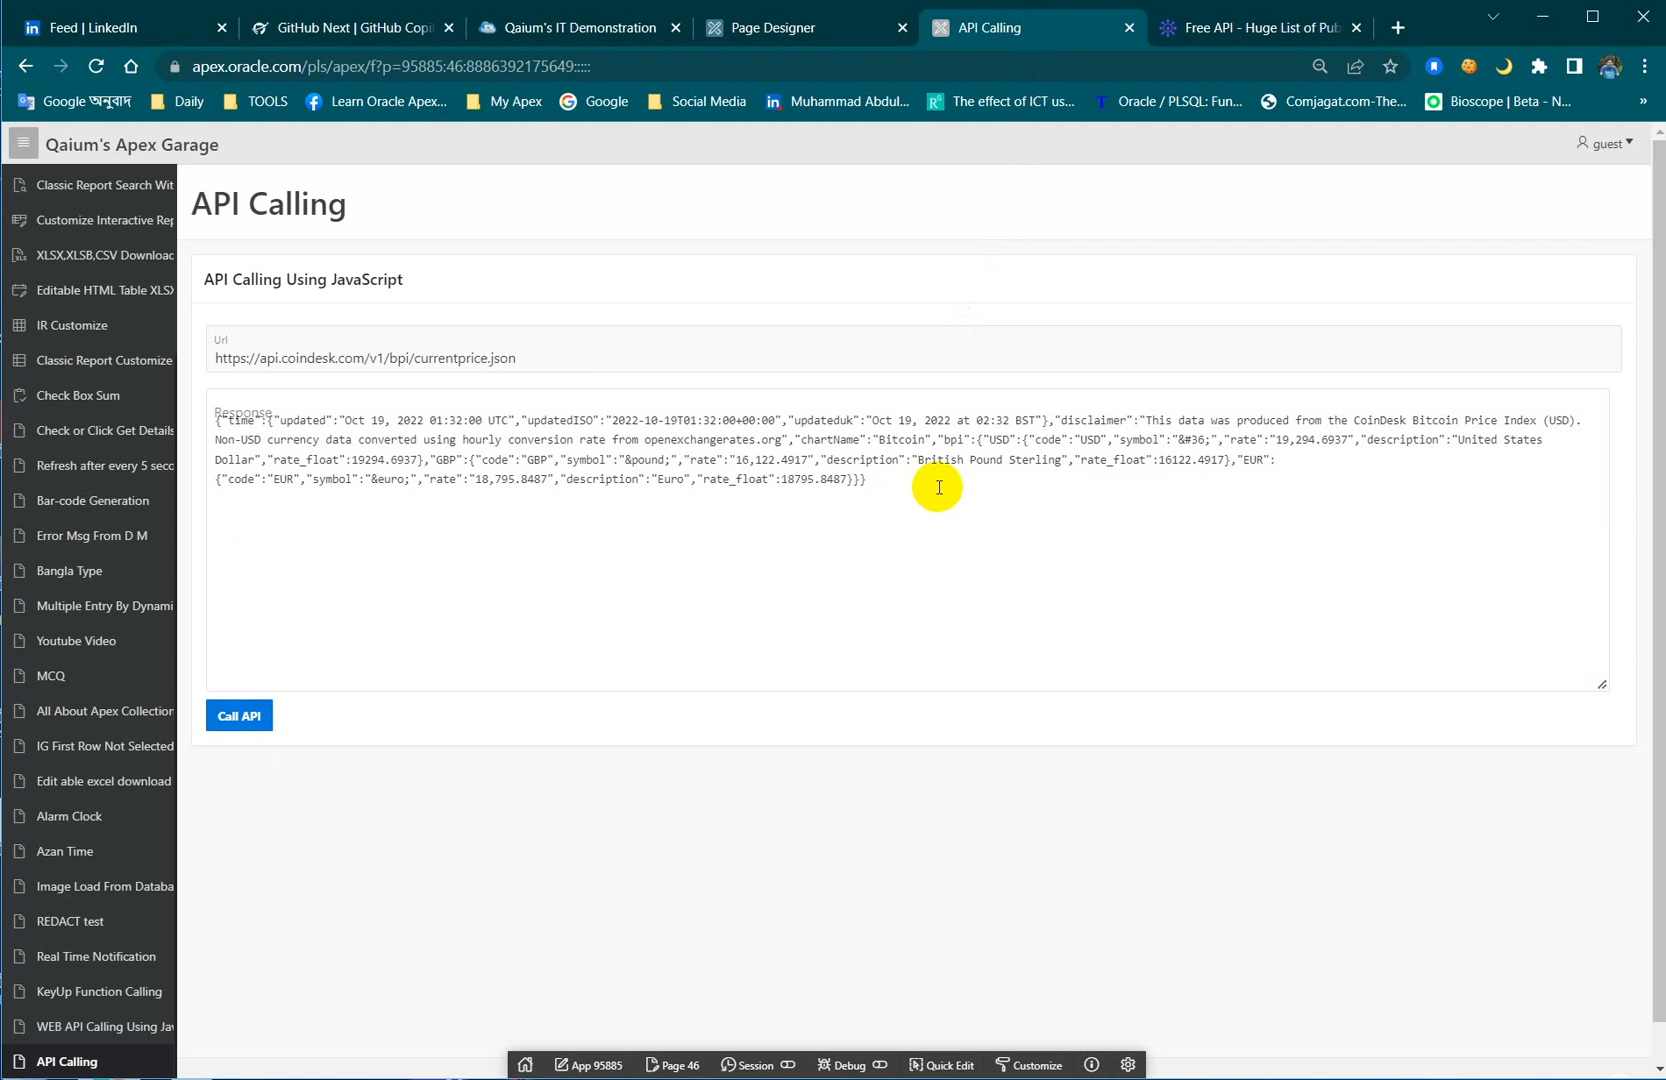 Feed | LinkedIn
GitHub Next | GitHub Copil
Qaium's IT Demonstration
Page Designer
API Calling
Free API - Huge List of Pub
apex.oracle.com/pls/apex/f?p=95885:46:8886392175649:::::
Google অনুবাদ
Daily
TOOLS
Learn Oracle Apex...
My Apex
Google
Social Media
Muhammad Abdul...
The effect of ICT us...
Oracle / PLSQL: Fun...
Comjagat.com-The...
Bioscope | Beta - N...
»
Qaium's Apex Garage
guest
Classic Report Search Wit
Customize Interactive Rep
XLSX,XLSB,CSV Download
Editable HTML Table XLSX
IR Customize
Classic Report Customize
Check Box Sum
Check or Click Get Details
Refresh after every 5 seco
Bar-code Generation
Error Msg From D M
Bangla Type
Multiple Entry By Dynami
Youtube Video
MCQ
All About Apex Collection
IG First Row Not Selected
Edit able excel download
Alarm Clock
Azan Time
Image Load From Databa
REDACT test
Real Time Notification
KeyUp Function Calling
WEB API Calling Using Jav
API Calling
API Calling
API Calling Using JavaScript
Url
https://api.coindesk.com/v1/bpi/currentprice.json
Response
{"time":{"updated":"Oct 19, 2022 01:32:00 UTC","updatedISO":"2022-10-19T01:32:00+00:00","updateduk":"Oct 19, 2022 at 02:32 BST"},"disclaimer":"This data was produced from the CoinDesk Bitcoin Price Index (USD).
Non-USD currency data converted using hourly conversion rate from openexchangerates.org","chartName":"Bitcoin","bpi":{"USD":{"code":"USD","symbol":"&#36;","rate":"19,294.6937","description":"United States
Dollar","rate_float":19294.6937},"GBP":{"code":"GBP","symbol":"&pound;","rate":"16,122.4917","description":"British Pound Sterling","rate_float":16122.4917},"EUR":
{"code":"EUR","symbol":"&euro;","rate":"18,795.8487","description":"Euro","rate_float":18795.8487}}}
Call API
App 95885
Page 46
Session
Debug
Quick Edit
Customize